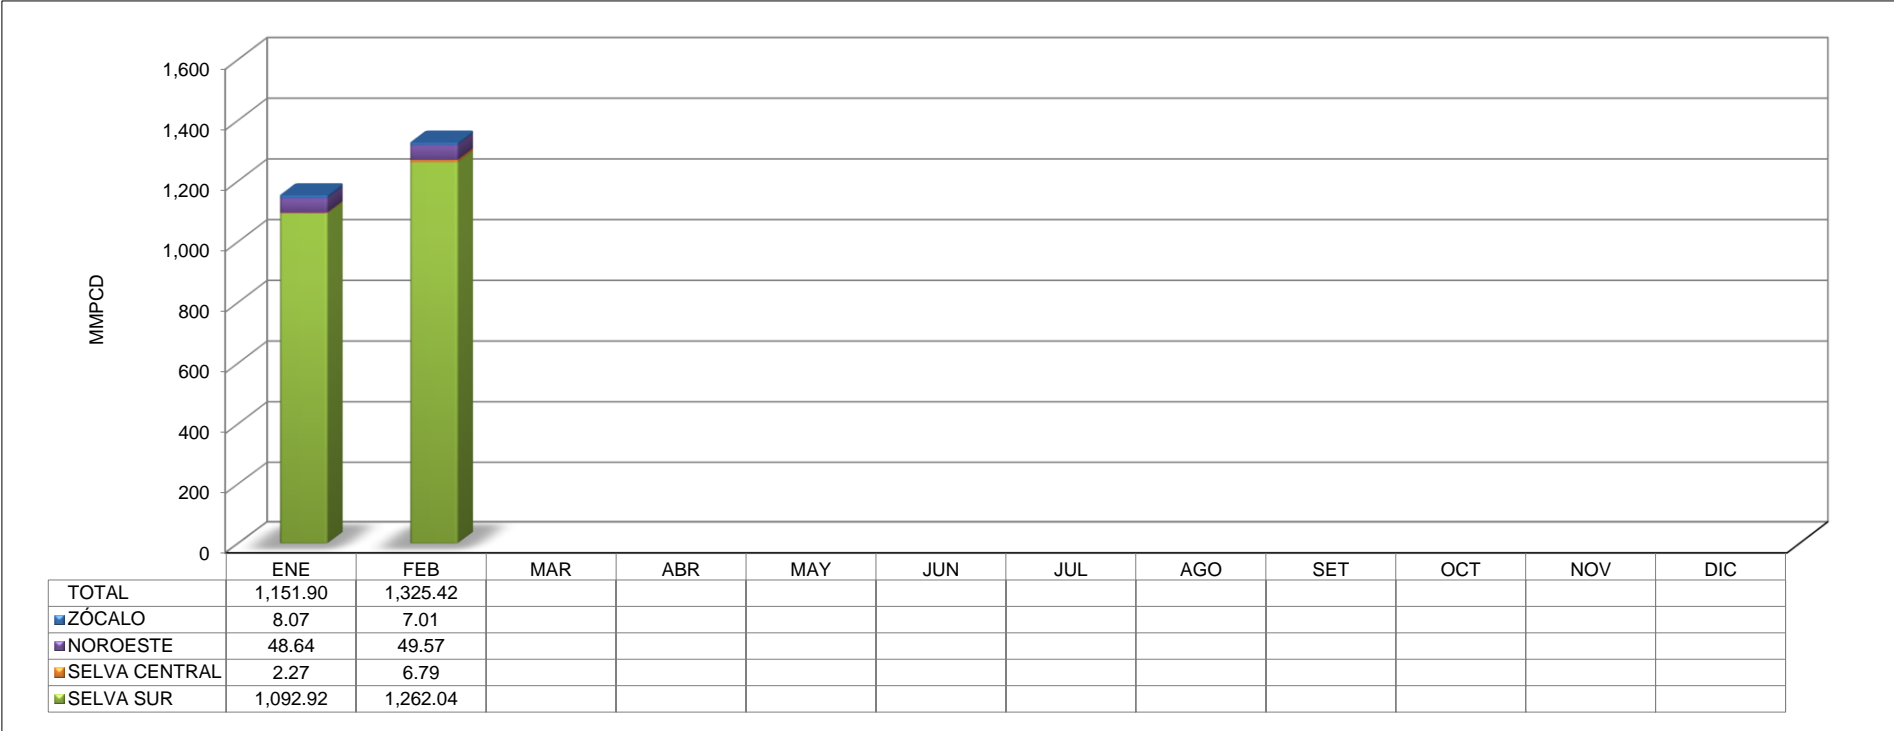 1,600
1,400
1,200
1,000
800
600
400
200
0
MMPCD
ENE FEB MAR ABR MAY JUN JUL AGO SET OCT NOV DIC
TOTAL 1,151.90 1,325.42
ZÓCALO 8.07 7.01
NOROESTE 48.64 49.57
SELVA CENTRAL 2.27 6.79
SELVA SUR 1,092.92 1,262.04